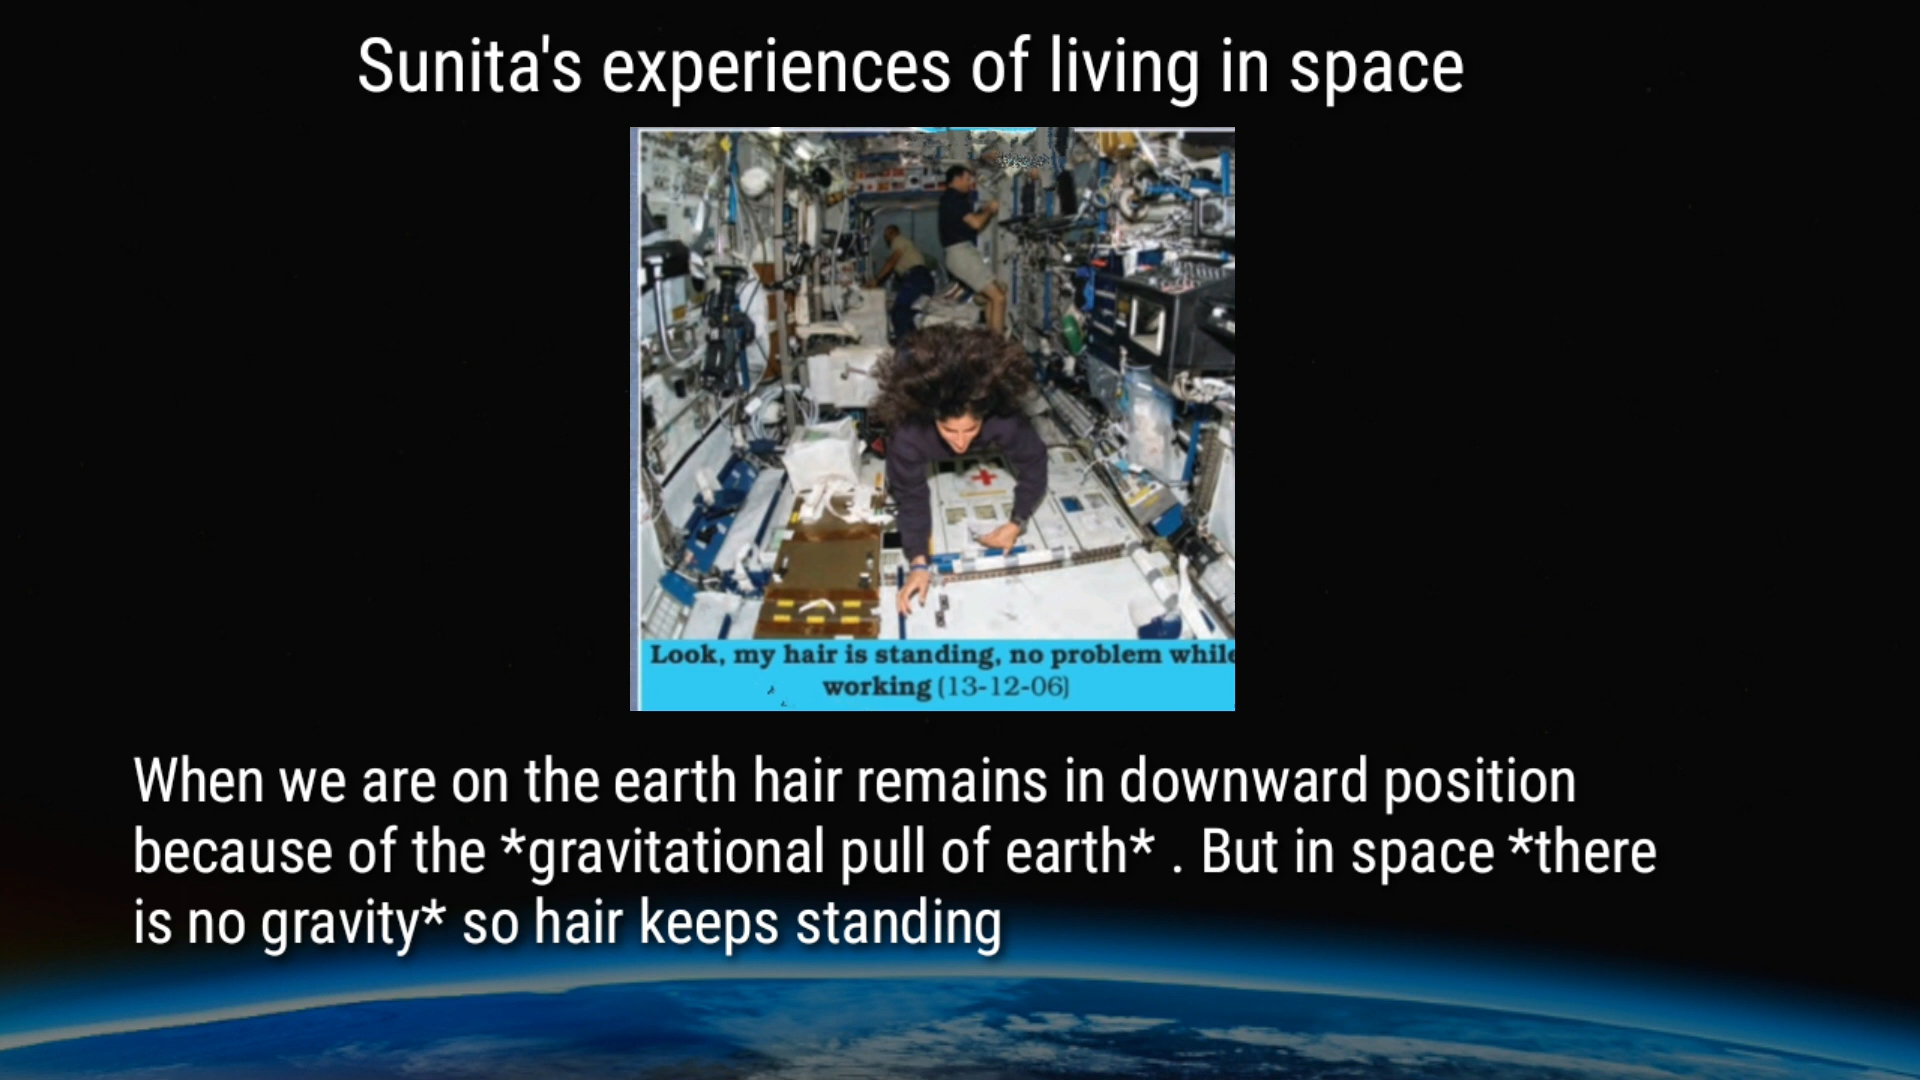 Sunita's experiences of living in space
Look, my hair is standing, no problem while
working (13-12-06)
When we are on the earth hair remains in downward position
because of the *gravitational pull of earth* . But in space *there
is no gravity* so hair keeps standing